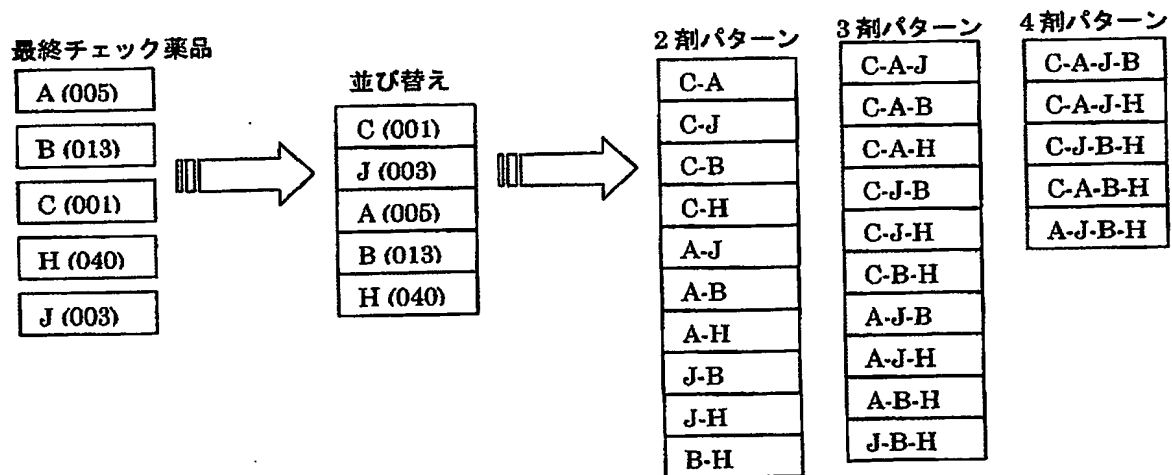 最終チェック薬品
A (005)
B (013)
C (001)
H (040)
J (003)
並び替え
C (001)
J (003)
A (005)
B (013)
H (040)
2剤パターン
C-A
C-J
C-B
C-H
A-J
A-B
A-H
J-B
J-H
B-H
3剤パターン
C-A-J
C-A-B
C-A-H
C-J-B
C-J-H
C-B-H
A-J-B
A-J-H
A-B-H
J-B-H
4剤パターン
C-A-J-B
C-A-J-H
C-J-B-H
C-A-B-H
A-J-B-H